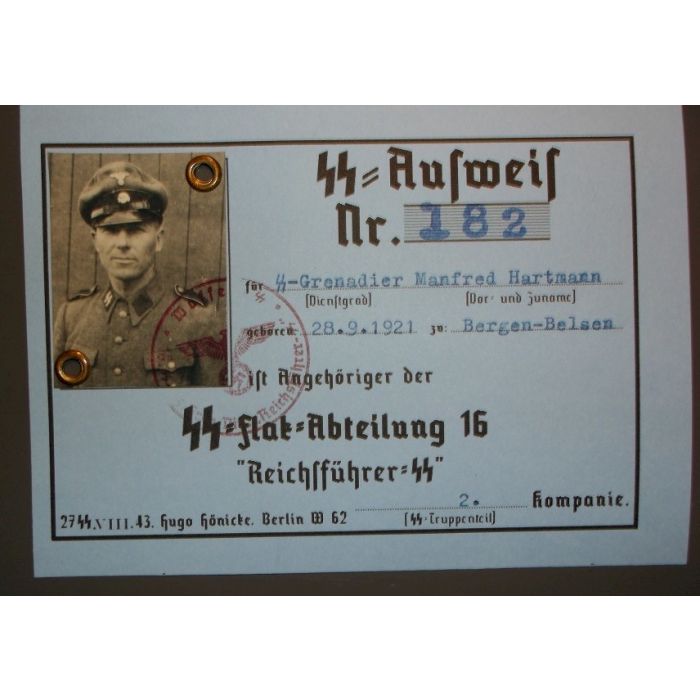 SS-Ausweis
Nr. 182
für SS-Grenadier Manfred Hartmann
(Dienstgrad) (Vor- und Zuname)
geboren 28.9.1921 zu: Bergen-Belsen
ist Angehöriger der
SS-Flak-Abteilung 16
"Reichsführer-SS"
2. Kompanie.
27 SS VIII. 43. Hugo Hönicke, Berlin W 62 (SS-Truppenteil)